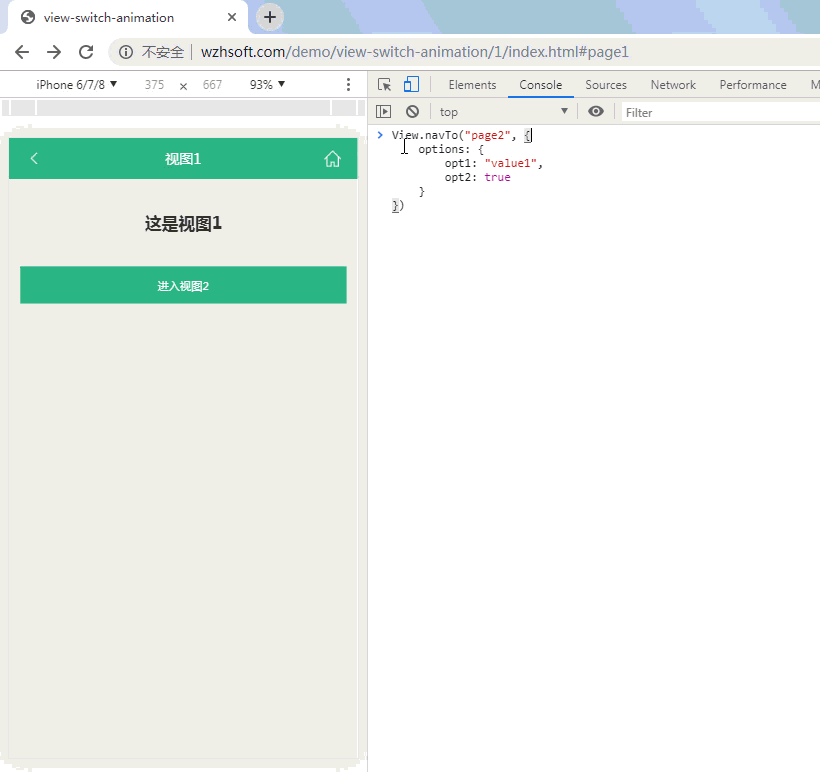 view-switch-animation
不安全 wzhsoft.com/demo/view-switch-animation/1/index.html#page1
iPhone 6/7/8 ▼ 375 × 667 93% ▼
Elements Console Sources Network Performance M
top ▼ Filter
视图1
这是视图1
进入视图2
> View.navTo("page2", {
    options: {
        opt1: "value1",
        opt2: true
    }
})